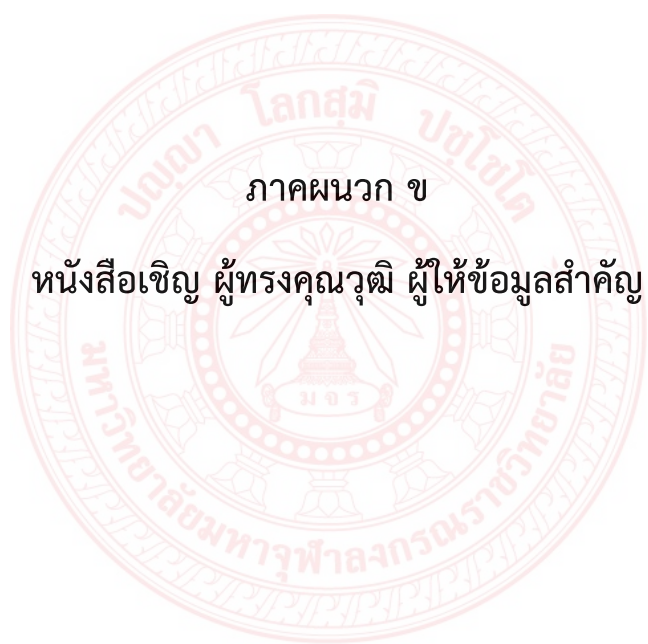 ปญฺญา โลกสฺมิ ปชฺโชโต
ภาคผนวก ข
หนังสือเชิญ ผู้ทรงคุณวุฒิ ผู้ให้ข้อมูลสำคัญ
ม จ ร
มหาวิทยาลัยมหาจุฬาลงกรณราชวิทยาลัย